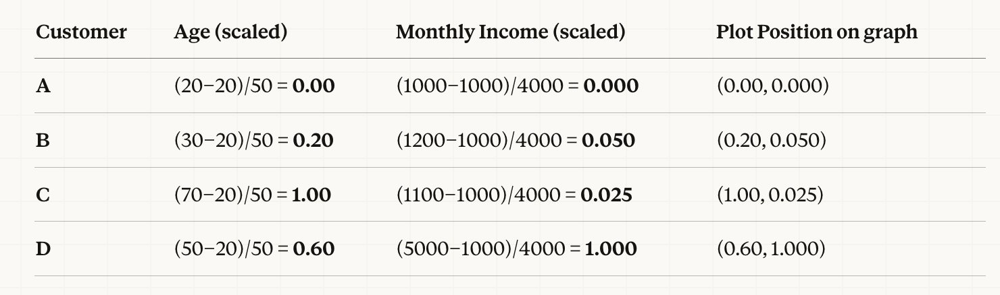 Customer Age (scaled) Monthly Income (scaled) Plot Position on graph
A (20−20)/50 = 0.00 (1000−1000)/4000 = 0.000 (0.00, 0.000)
B (30−20)/50 = 0.20 (1200−1000)/4000 = 0.050 (0.20, 0.050)
C (70−20)/50 = 1.00 (1100−1000)/4000 = 0.025 (1.00, 0.025)
D (50−20)/50 = 0.60 (5000−1000)/4000 = 1.000 (0.60, 1.000)